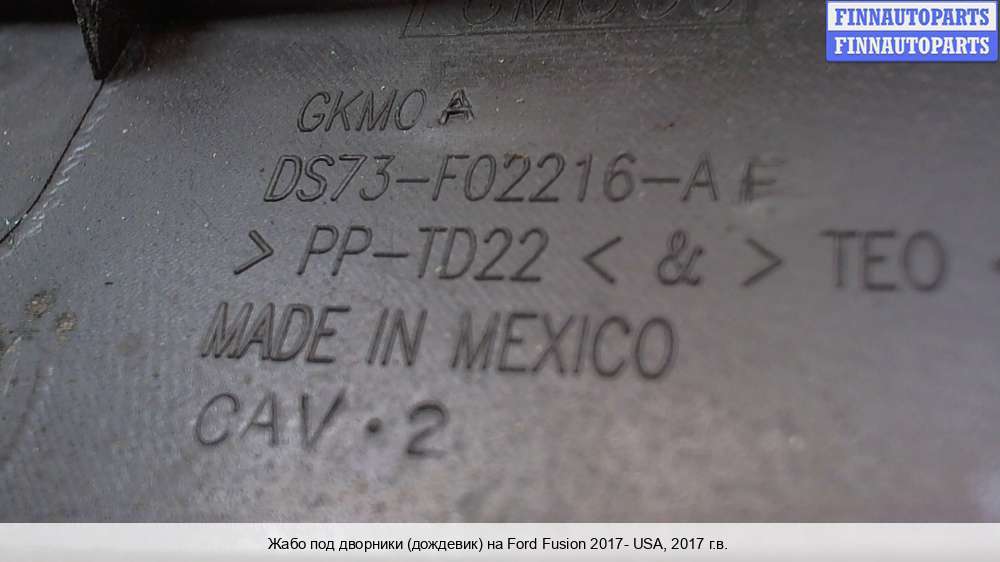 FINNAUTOPARTS
FINNAUTOPARTS
FOMOCO
GKMO A
DS73-F02216-A
> PP-TD22 < & > TEO <
MADE IN MEXICO
CAV·2
Жабо под дворники (дождевик) на Ford Fusion 2017- USA, 2017 г.в.